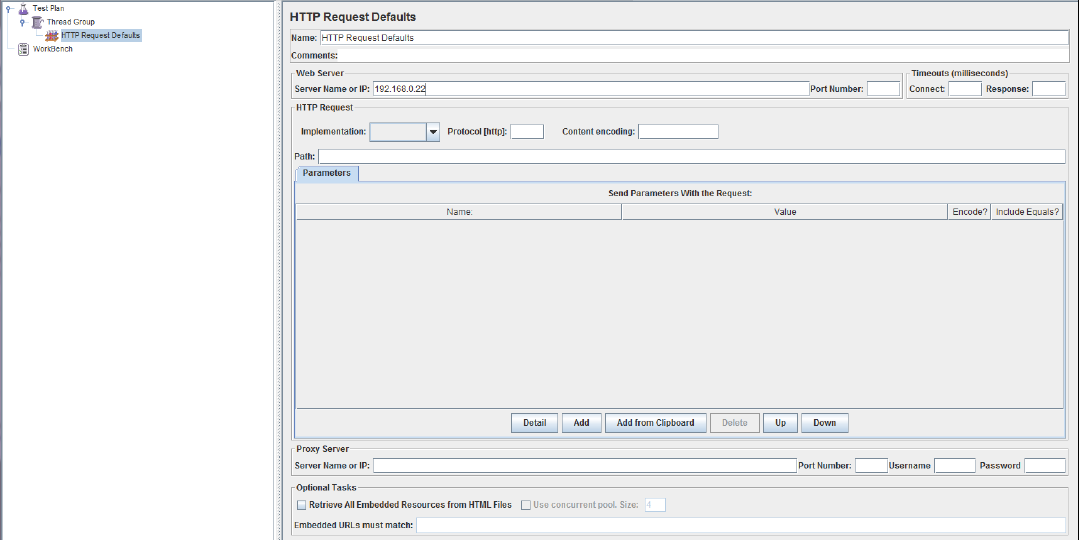 Test Plan
Thread Group
HTTP Request Defaults
WorkBench
HTTP Request Defaults
Name: HTTP Request Defaults
Comments:
Web Server
Timeouts (milliseconds)
Server Name or IP: 192.168.0.22 Port Number: Connect: Response:
HTTP Request
Implementation: Protocol [http]: Content encoding:
Path:
Parameters
Send Parameters With the Request:
Name: Value Encode? Include Equals?
Detail Add Add from Clipboard Delete Up Down
Proxy Server
Server Name or IP: Port Number: Username Password
Optional Tasks
Retrieve All Embedded Resources from HTML Files Use concurrent pool. Size: 4
Embedded URLs must match: